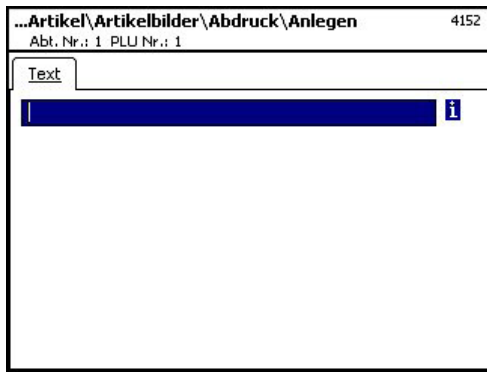 ...Artikel\Artikelbilder\Abdruck\Anlegen 4152
Abt. Nr.: 1 PLU Nr.: 1
Text
i